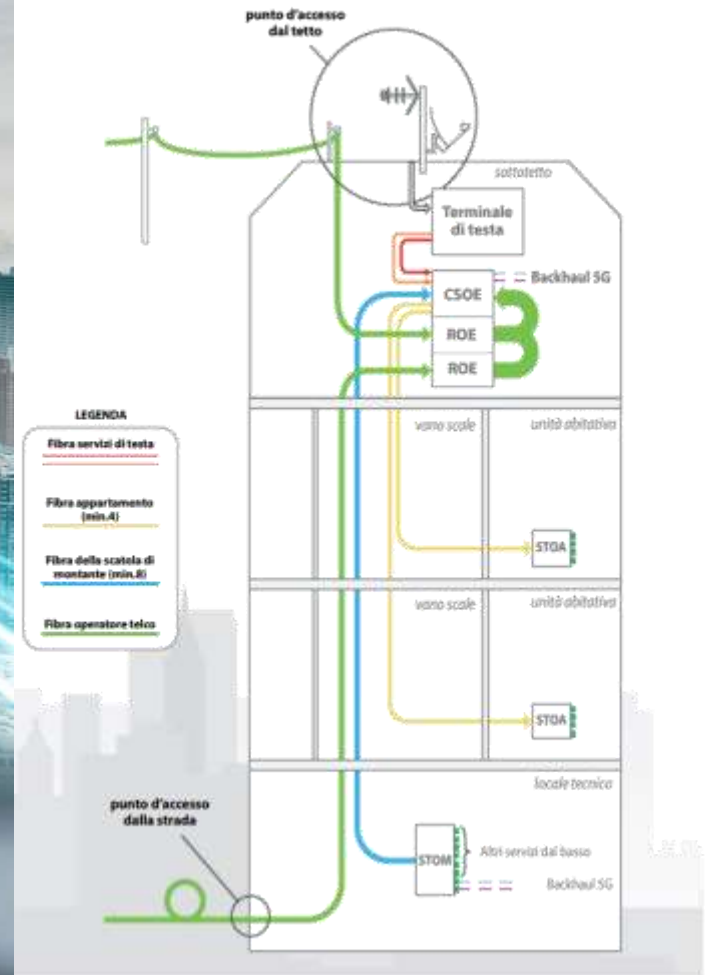 punto d'accesso
dal tetto
sottotetto
Terminale
di testa
Backhaul 5G
CSOE
ROE
ROE
LEGENDA
Fibra servizi di testa
Fibra appartamento
(min.4)
Fibra della scatola di
montante (min.8)
Fibra operatore telco
vano scale
unità abitativa
STOA
vano scale
unità abitativa
STOA
locale tecnico
punto d'accesso
dalla strada
STOM
Altri servizi dal basso
Backhaul 5G